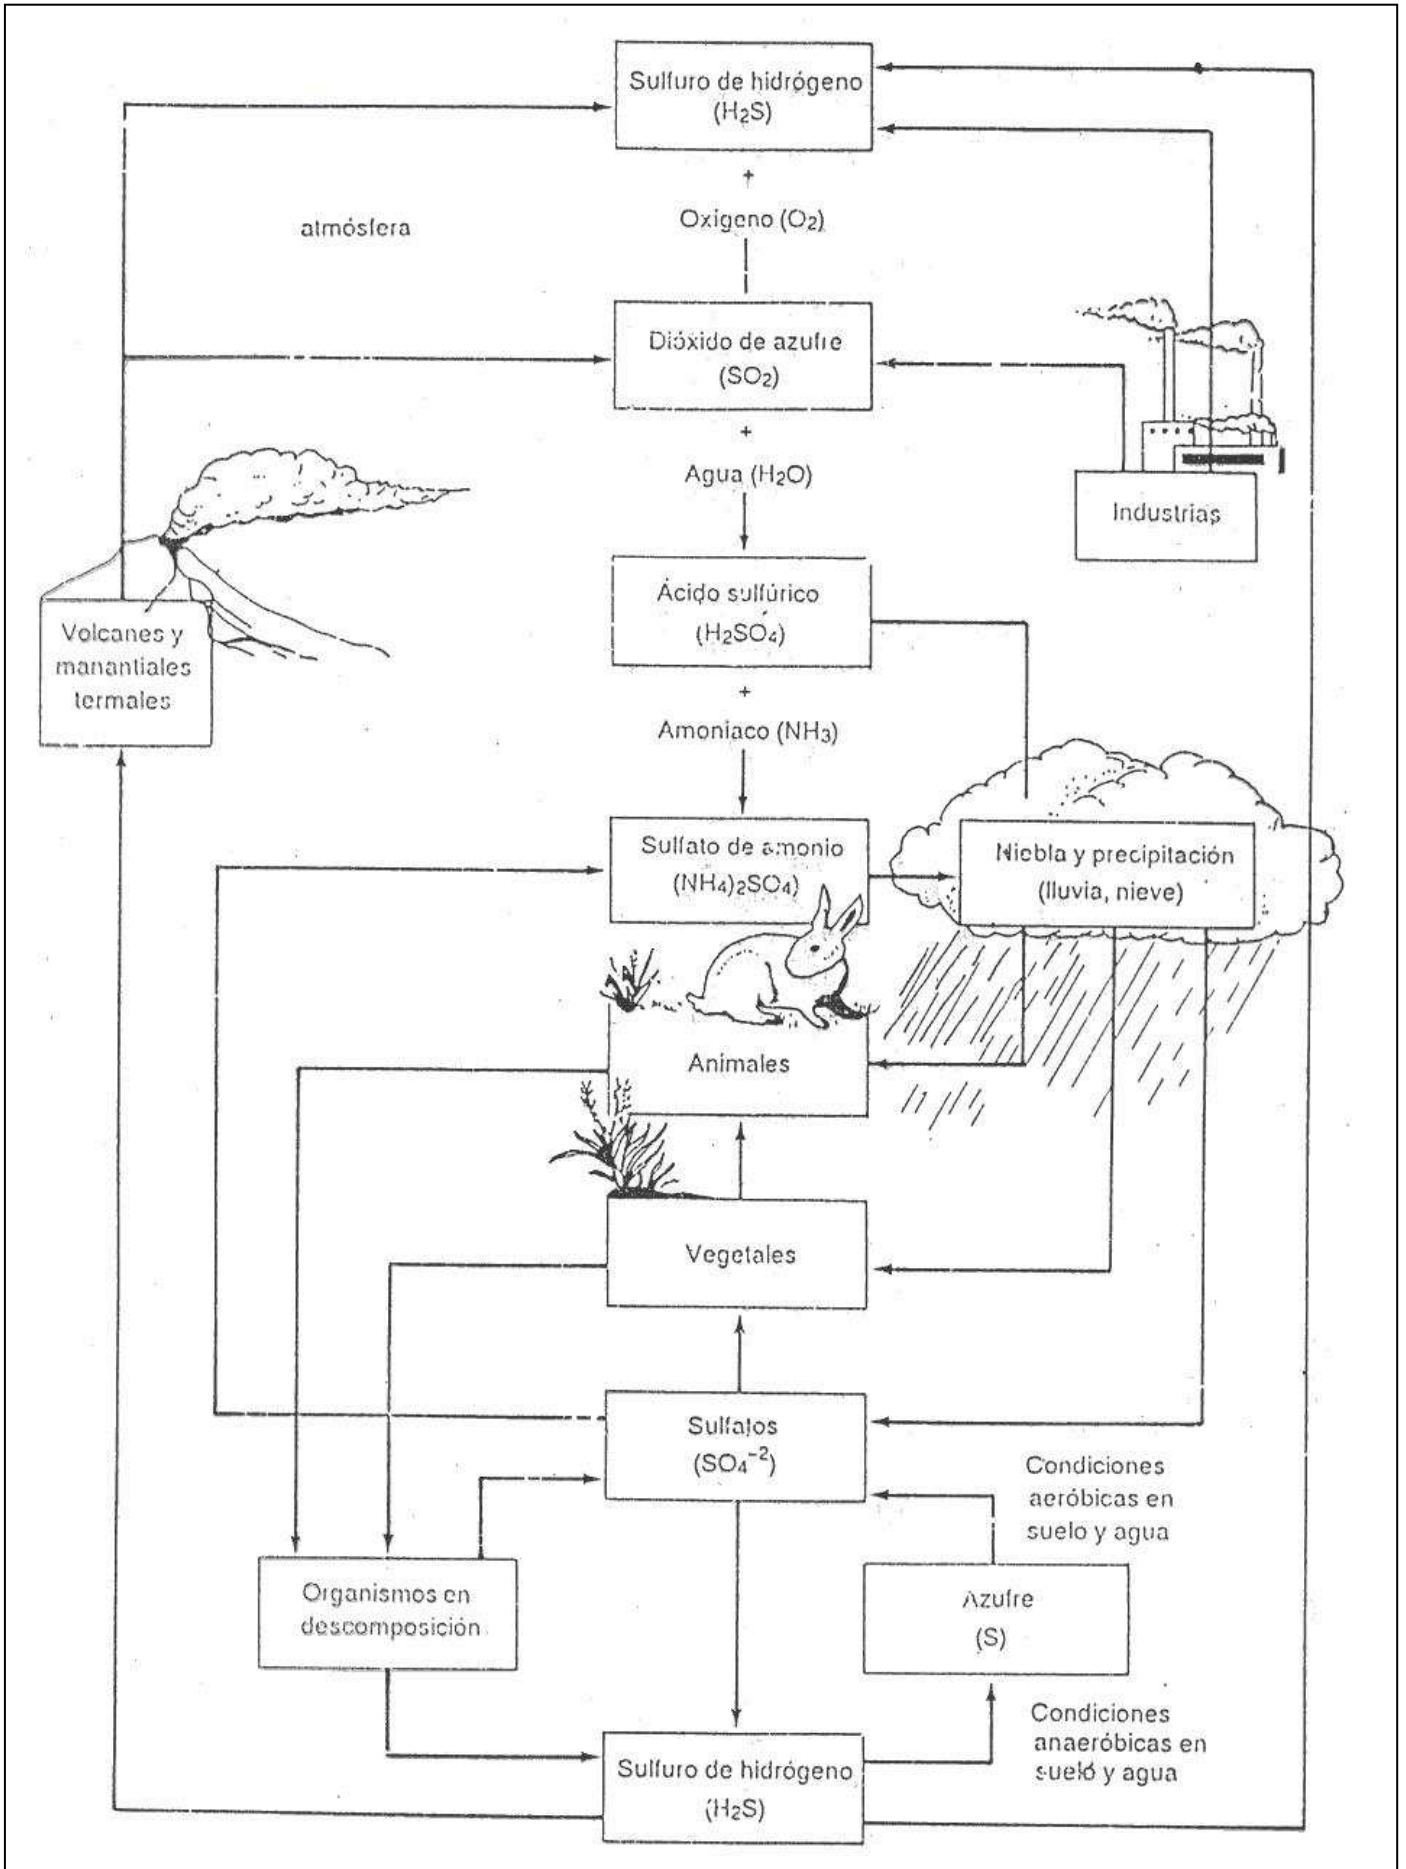 Sulfuro de hidrógeno
(H2S)
+
Oxigeno (O2)
atmósfera
Dióxido de azufre
(SO2)
+
Agua (H2O)
Industrias
Ácido sulfúrico
(H2SO4)
Volcanes y
manantiales
termales
+
Amoniaco (NH3)
Sulfato de amonio
(NH4)2SO4)
Niebla y precipitación
(lluvia, nieve)
Animales
Vegetales
Sulfatos
(SO4⁻²)
Condiciones
aeróbicas en
suelo y agua
Organismos en
descomposición
Azufre
(S)
Condiciones
anaeróbicas en
suelo y agua
Sulfuro de hidrógeno
(H2S)